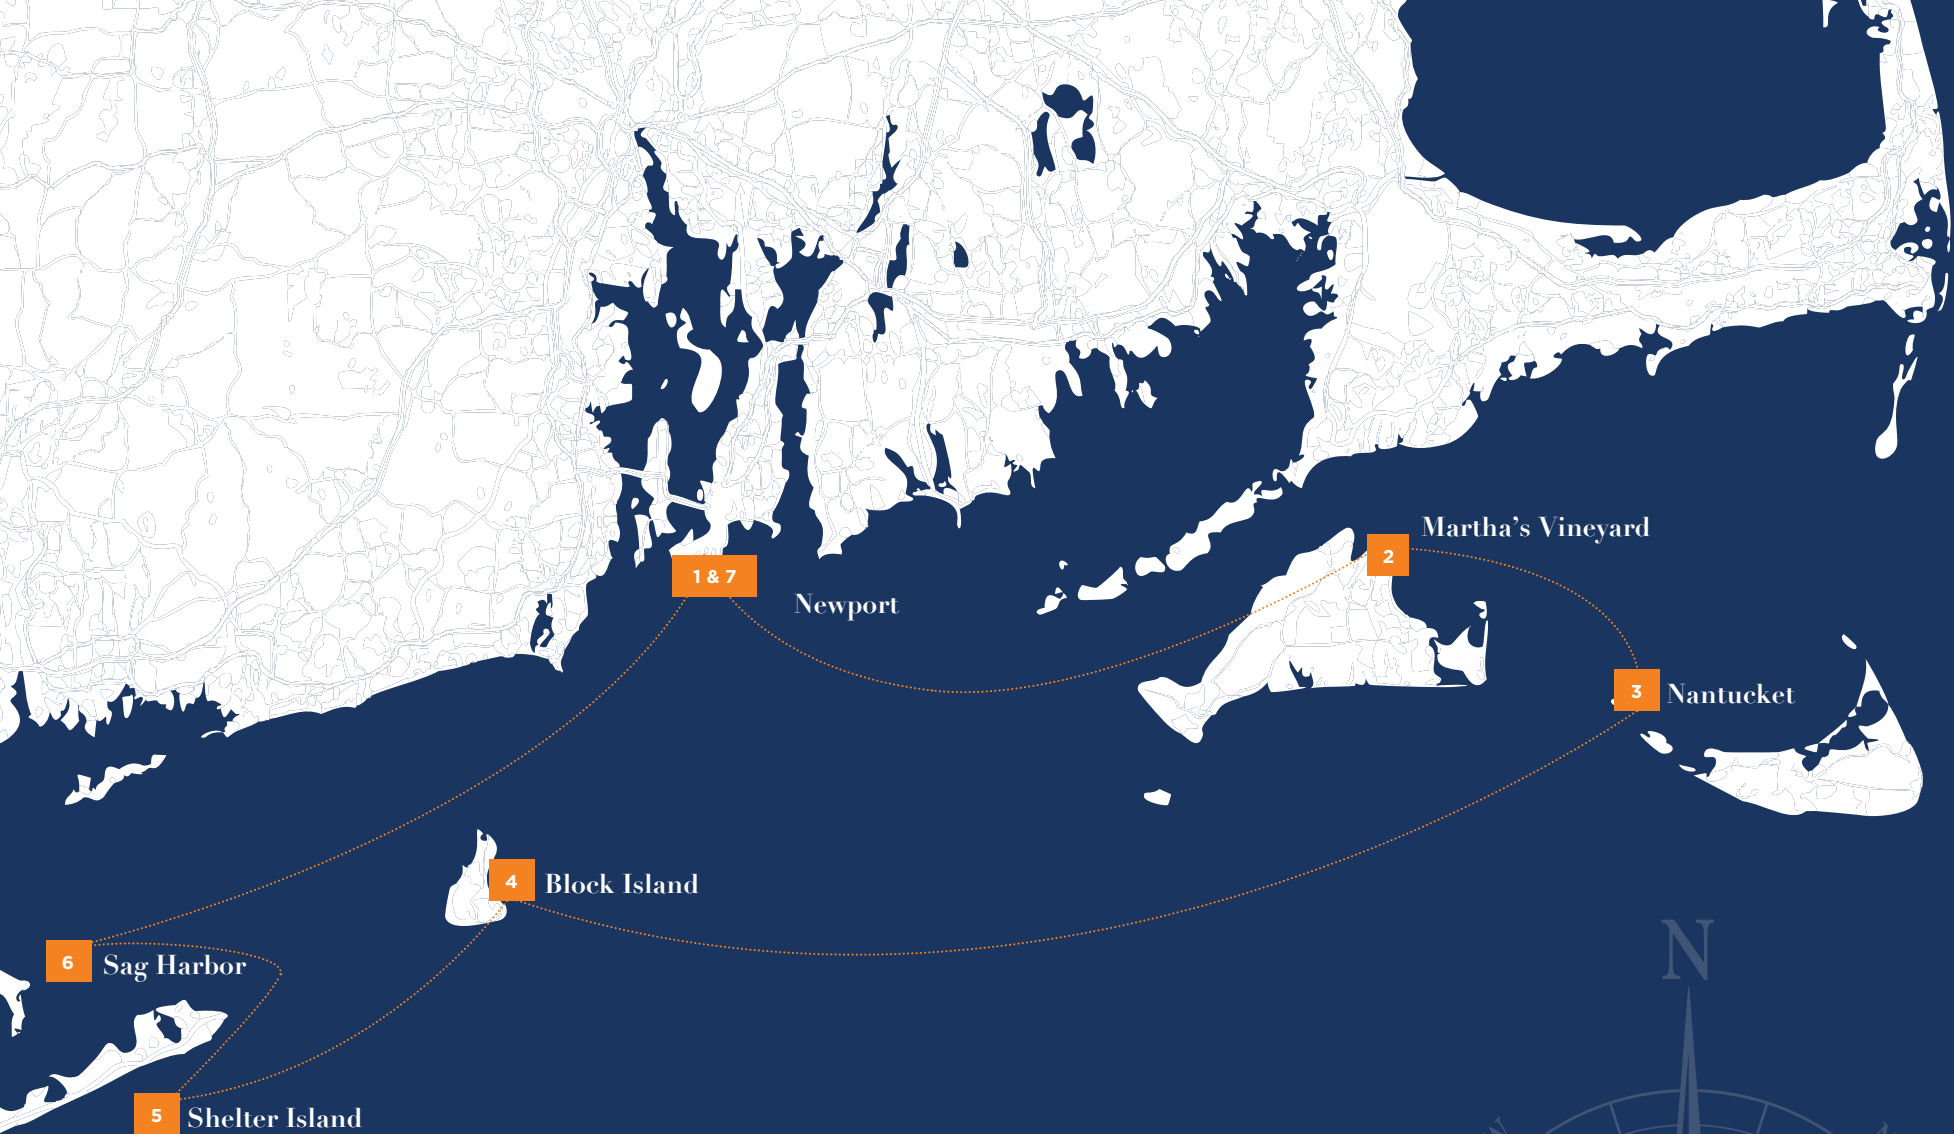 Martha’s Vineyard
2
1 & 7
Newport
3
Nantucket
4
Block Island
N
6
Sag Harbor
5
Shelter Island